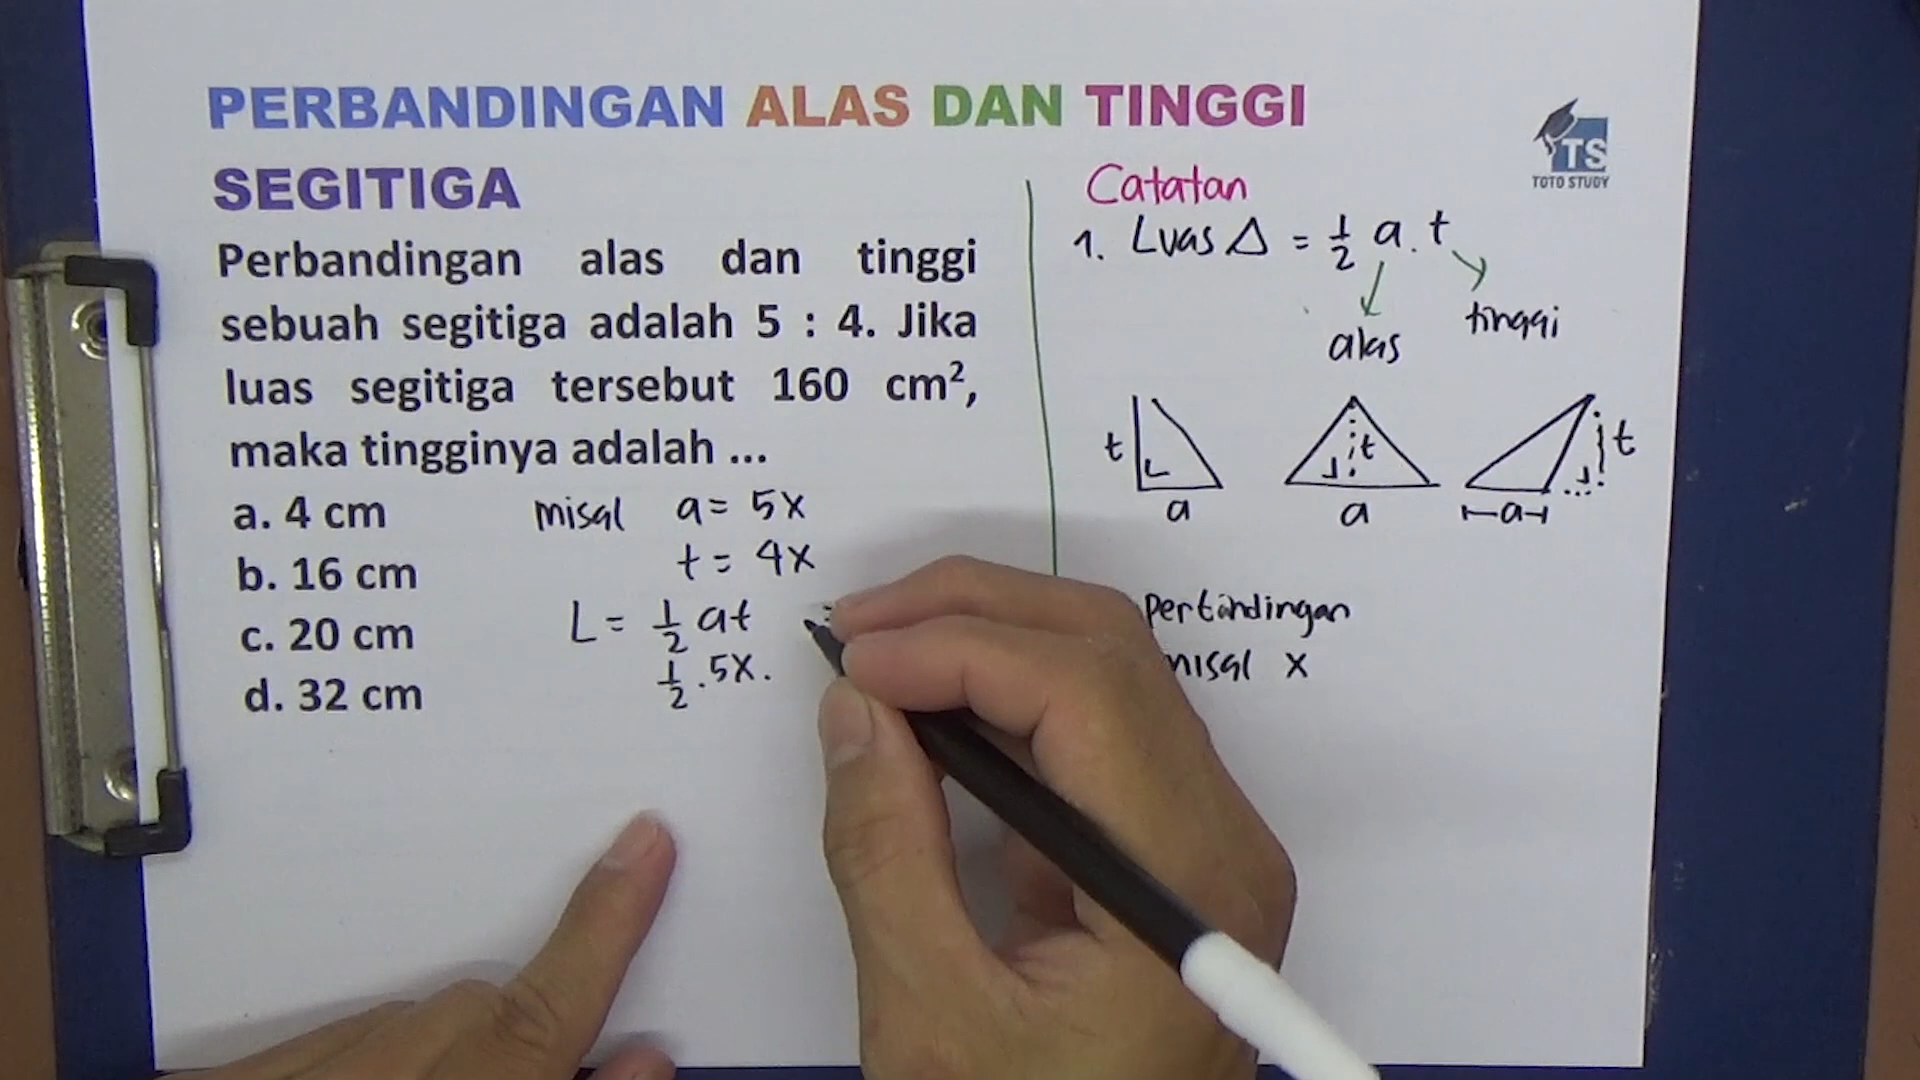 PERBANDINGAN ALAS DAN TINGGI
SEGITIGA
Perbandingan alas dan tinggi
sebuah segitiga adalah 5 : 4. Jika
luas segitiga tersebut 160 cm²,
maka tingginya adalah ...
a. 4 cm
b. 16 cm
c. 20 cm
d. 32 cm
misal a = 5x
t = 4x
L = 1/2 at =
1/2 . 5x .
TS
TOTO STUDY
Catatan
1. Luas △ = 1/2 a . t
alas
tinggi
t
a
t
a
t
a
Perbandingan
misal x